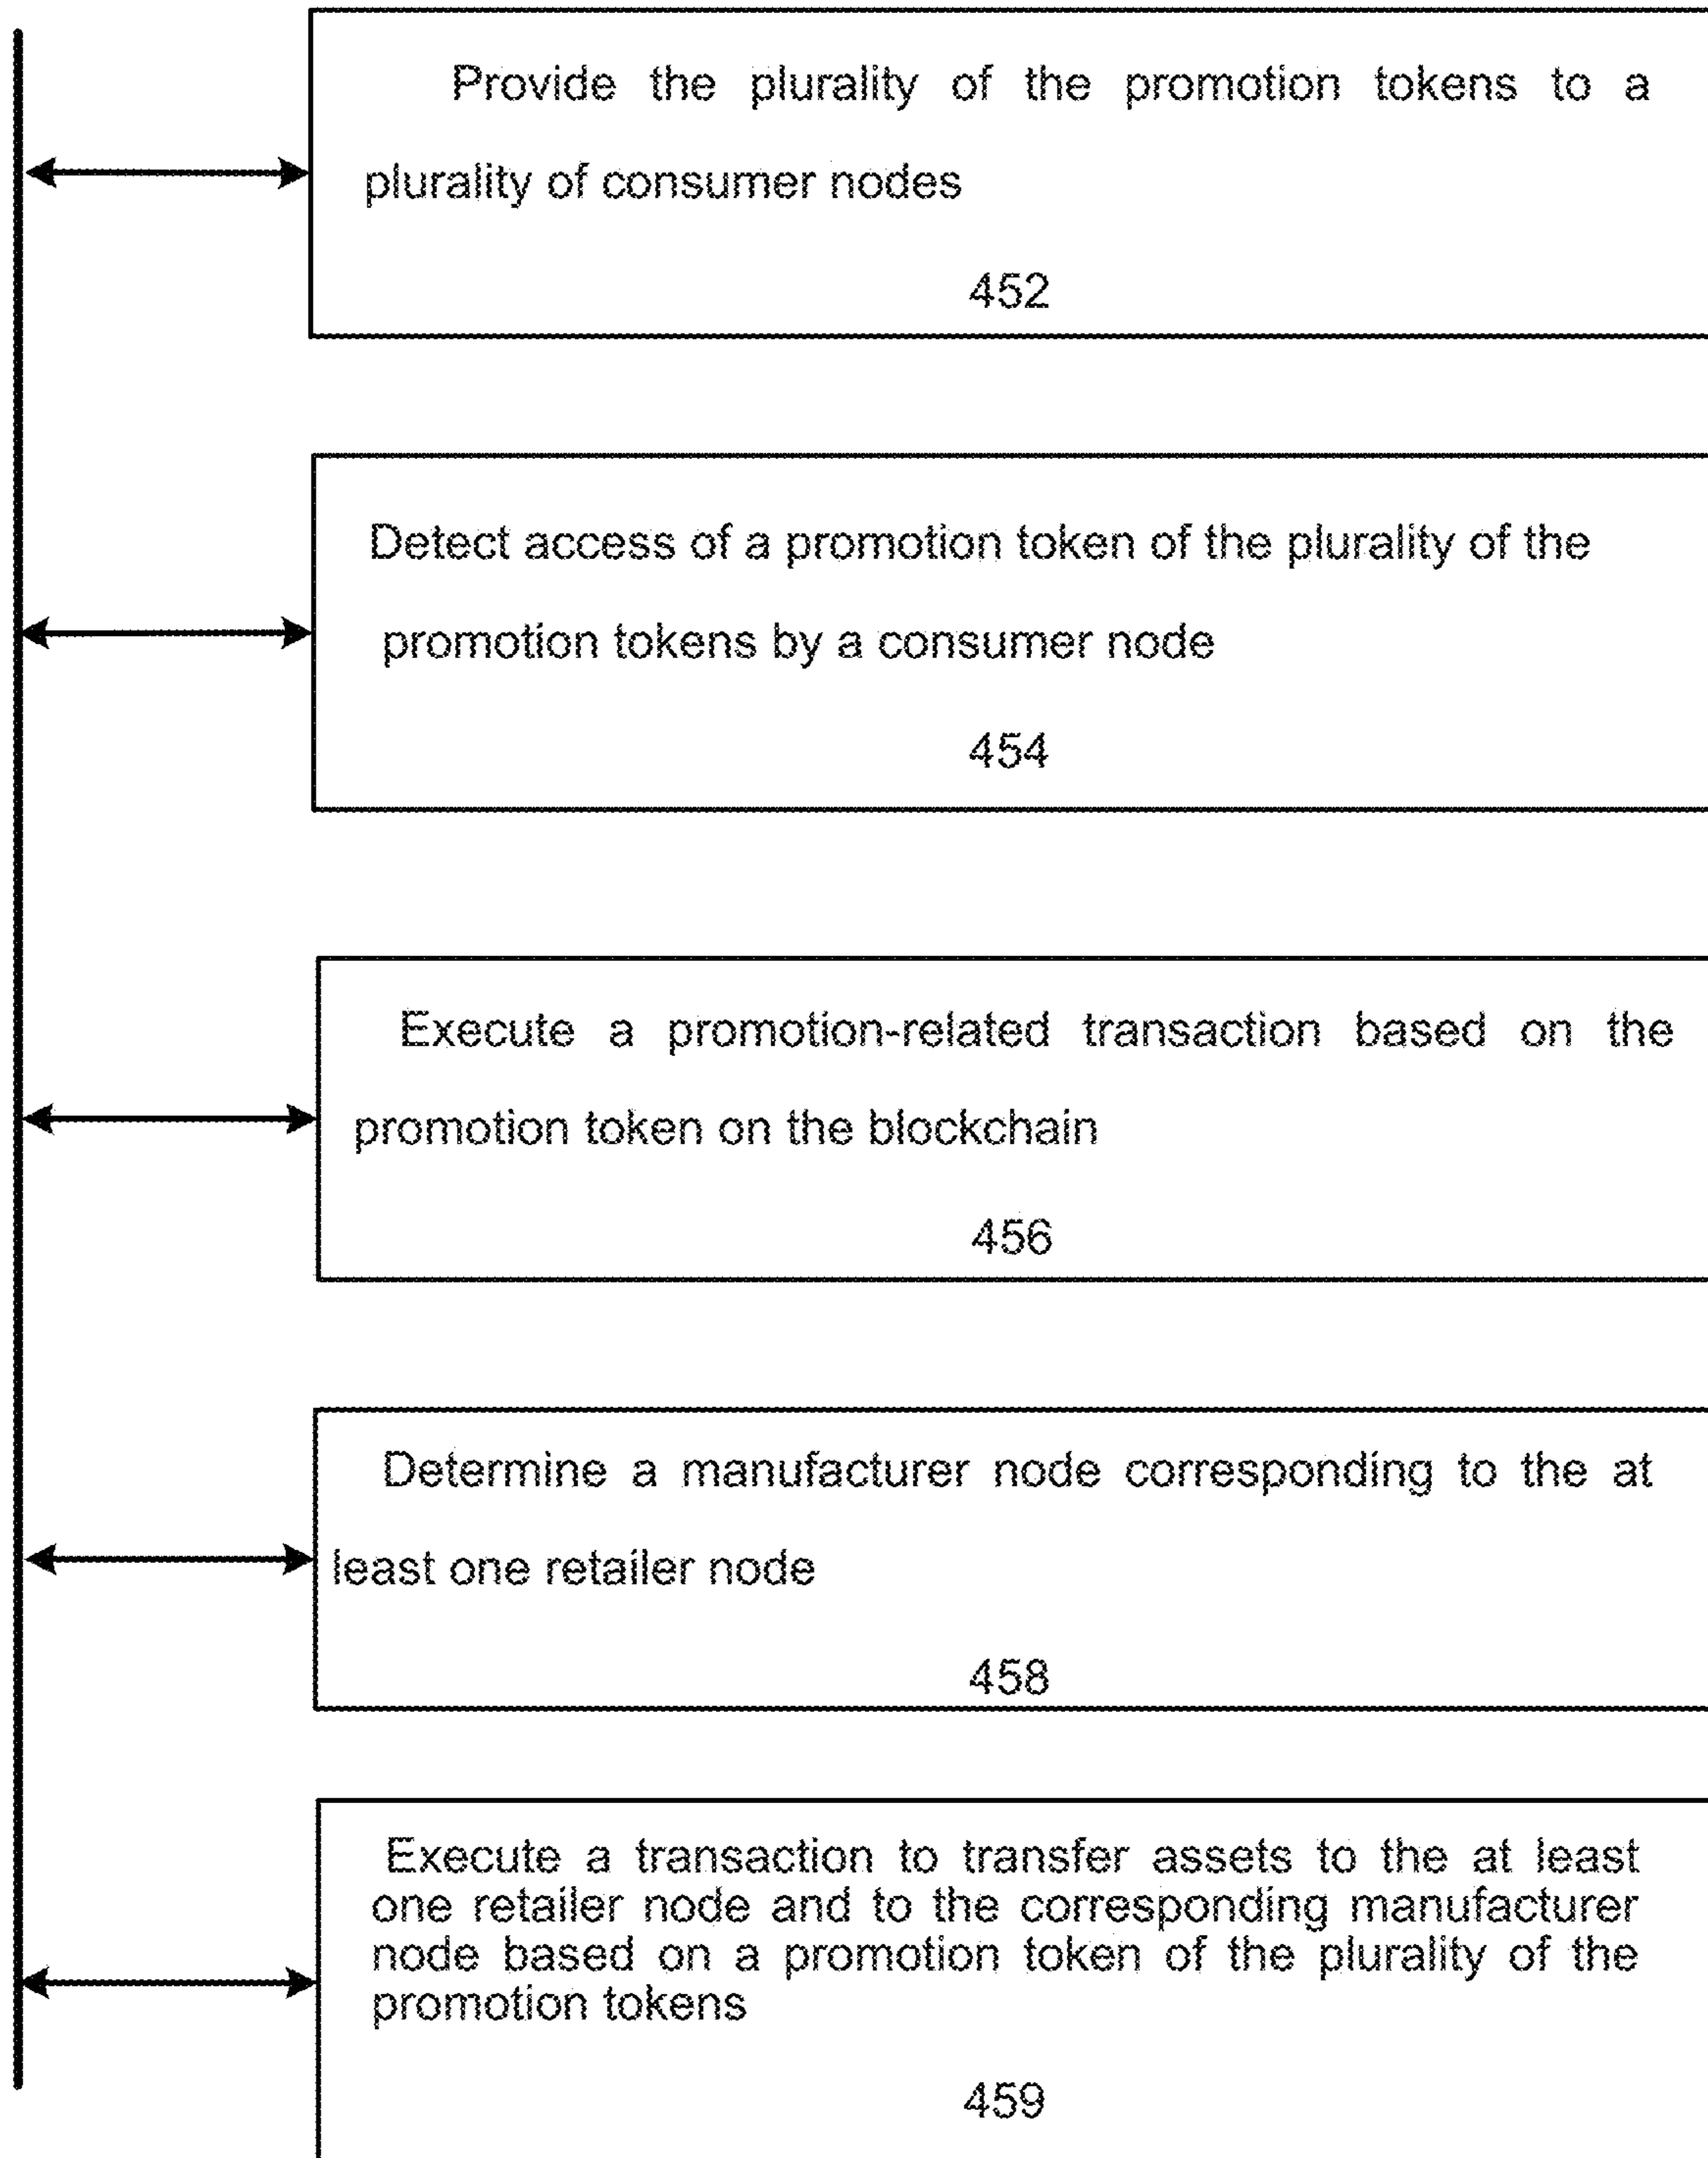 Provide the plurality of the promotion tokens to a
plurality of consumer nodes
452
Detect access of a promotion token of the plurality of the
promotion tokens by a consumer node
454
Execute a promotion-related transaction based on the
promotion token on the blockchain
456
Determine a manufacturer node corresponding to the at
least one retailer node
458
Execute a transaction to transfer assets to the at least
one retailer node and to the corresponding manufacturer
node based on a promotion token of the plurality of the
promotion tokens
459